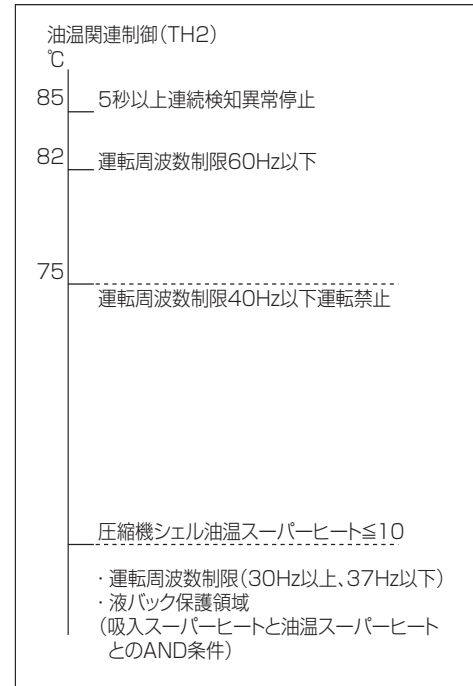 油温関連制御(TH2)
℃
85 5秒以上連続検知異常停止
82 運転周波数制限60Hz以下
75
運転周波数制限40Hz以下運転禁止
圧縮機シェル油温スーパーヒート≦10
・運転周波数制限(30Hz以上、37Hz以下)
・液バック保護領域
(吸入スーパーヒートと油温スーパーヒート
とのAND条件)